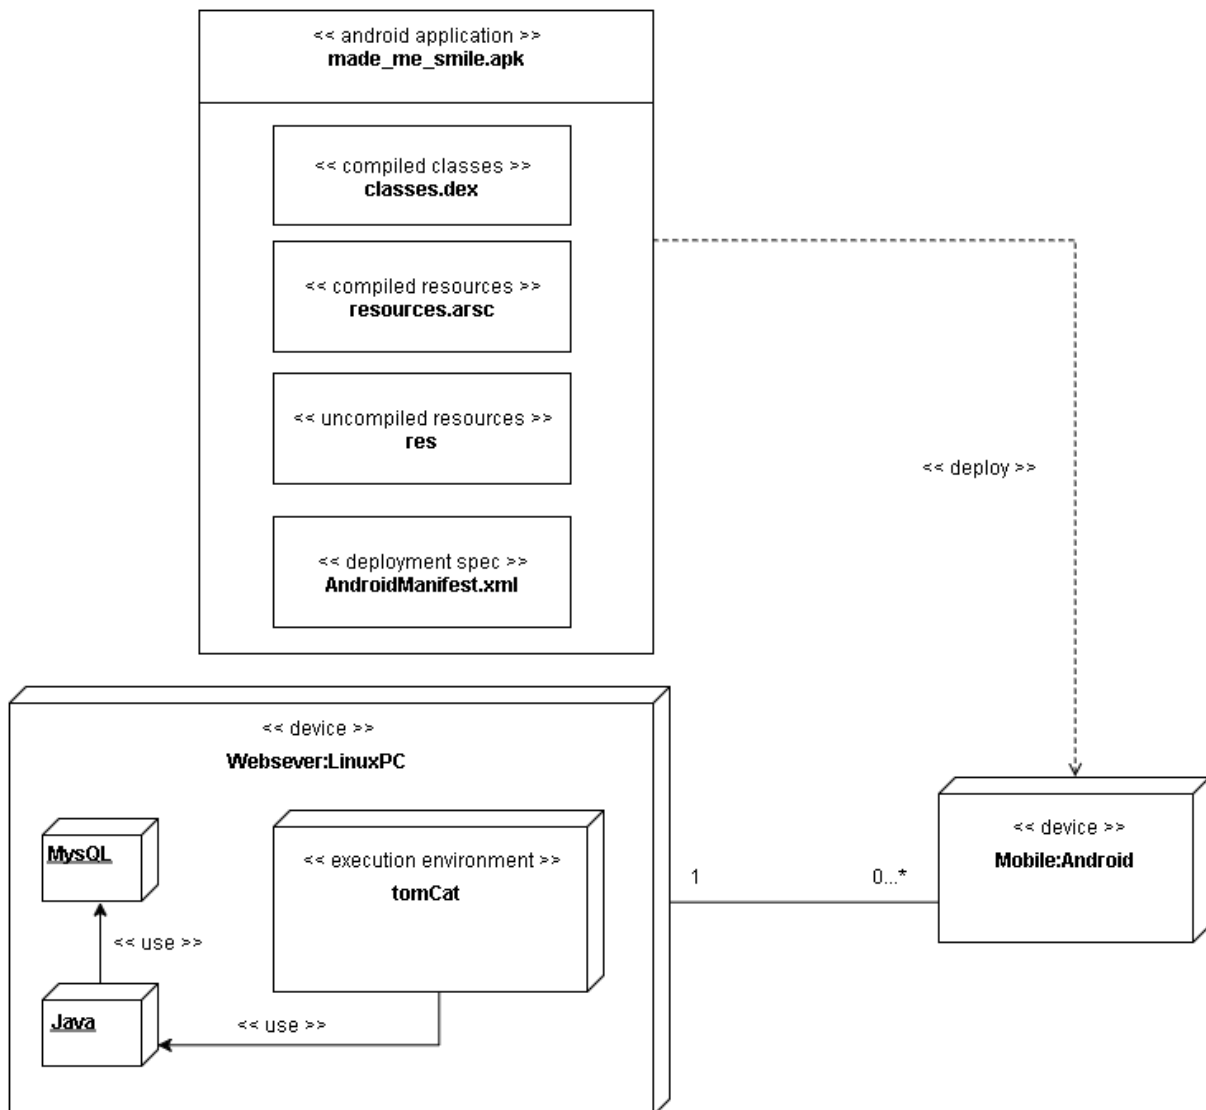 << android application >>
made_me_smile.apk
<< compiled classes >>
classes.dex
<< compiled resources >>
resources.arsc
<< uncompiled resources >>
res
<< deploy >>
<< deployment spec >>
AndroidManifest.xml
<< device >>
Websever:LinuxPC
MysQL
<< execution environment >>
tomCat
<< use >>
Java
<< use >>
1
0...*
<< device >>
Mobile:Android